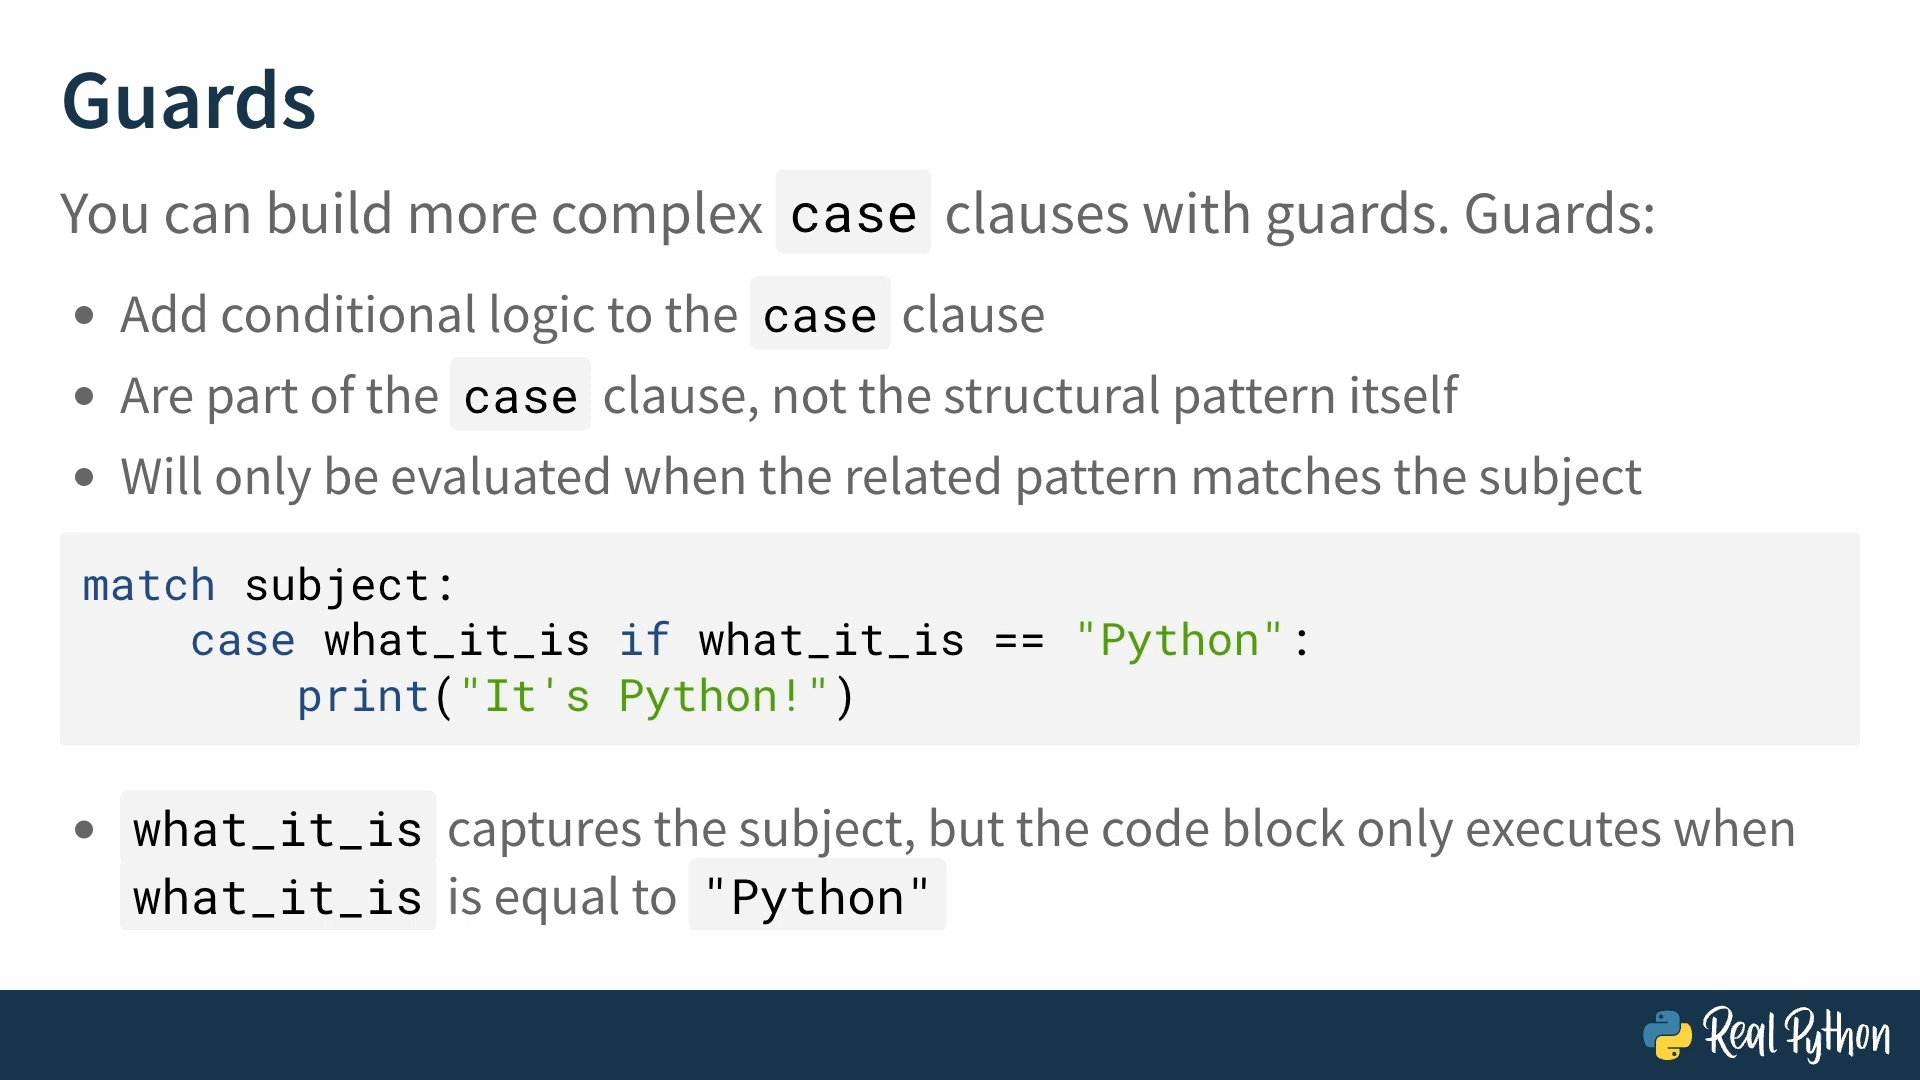 Guards
You can build more complex case clauses with guards. Guards:
• Add conditional logic to the case clause
• Are part of the case clause, not the structural pattern itself
• Will only be evaluated when the related pattern matches the subject
match subject:
    case what_it_is if what_it_is == "Python":
        print("It's Python!")
• what_it_is captures the subject, but the code block only executes when
what_it_is is equal to "Python"
Real Python